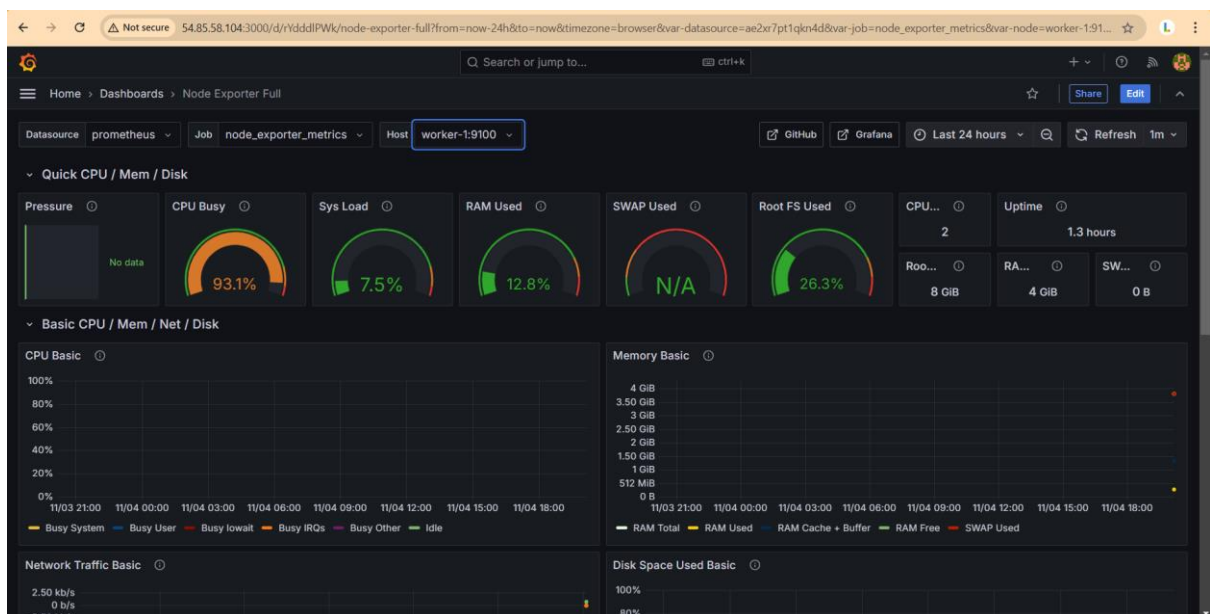 Not secure 54.85.58.104:3000/d/rYdddlPWk/node-exporter-full?from=now-24h&to=now&timezone=browser&var-datasource=ae2xr7pt1qkn4d&var-job=node_exporter_metrics&var-node=worker-1:91... L
Search or jump to... ctrl+k
Home > Dashboards > Node Exporter Full Share Edit
Datasource prometheus Job node_exporter_metrics Host worker-1:9100 GitHub Grafana Last 24 hours Refresh 1m
Quick CPU / Mem / Disk
Pressure CPU Busy Sys Load RAM Used SWAP Used Root FS Used CPU... Uptime
2 1.3 hours
No data
Roo... RA... SW...
93.1% 7.5% 12.8% N/A 26.3% 8 GiB 4 GiB 0 B
Basic CPU / Mem / Net / Disk
CPU Basic
100%
80%
60%
40%
20%
0%
11/03 21:00 11/04 00:00 11/04 03:00 11/04 06:00 11/04 09:00 11/04 12:00 11/04 15:00 11/04 18:00
Busy System Busy User Busy Iowait Busy IRQs Busy Other Idle
Memory Basic
4 GiB
3.50 GiB
3 GiB
2.50 GiB
2 GiB
1.50 GiB
1 GiB
512 MiB
0 B
11/03 21:00 11/04 00:00 11/04 03:00 11/04 06:00 11/04 09:00 11/04 12:00 11/04 15:00 11/04 18:00
RAM Total RAM Used RAM Cache + Buffer RAM Free SWAP Used
Network Traffic Basic
2.50 kb/s
0 b/s
Disk Space Used Basic
100%
80%